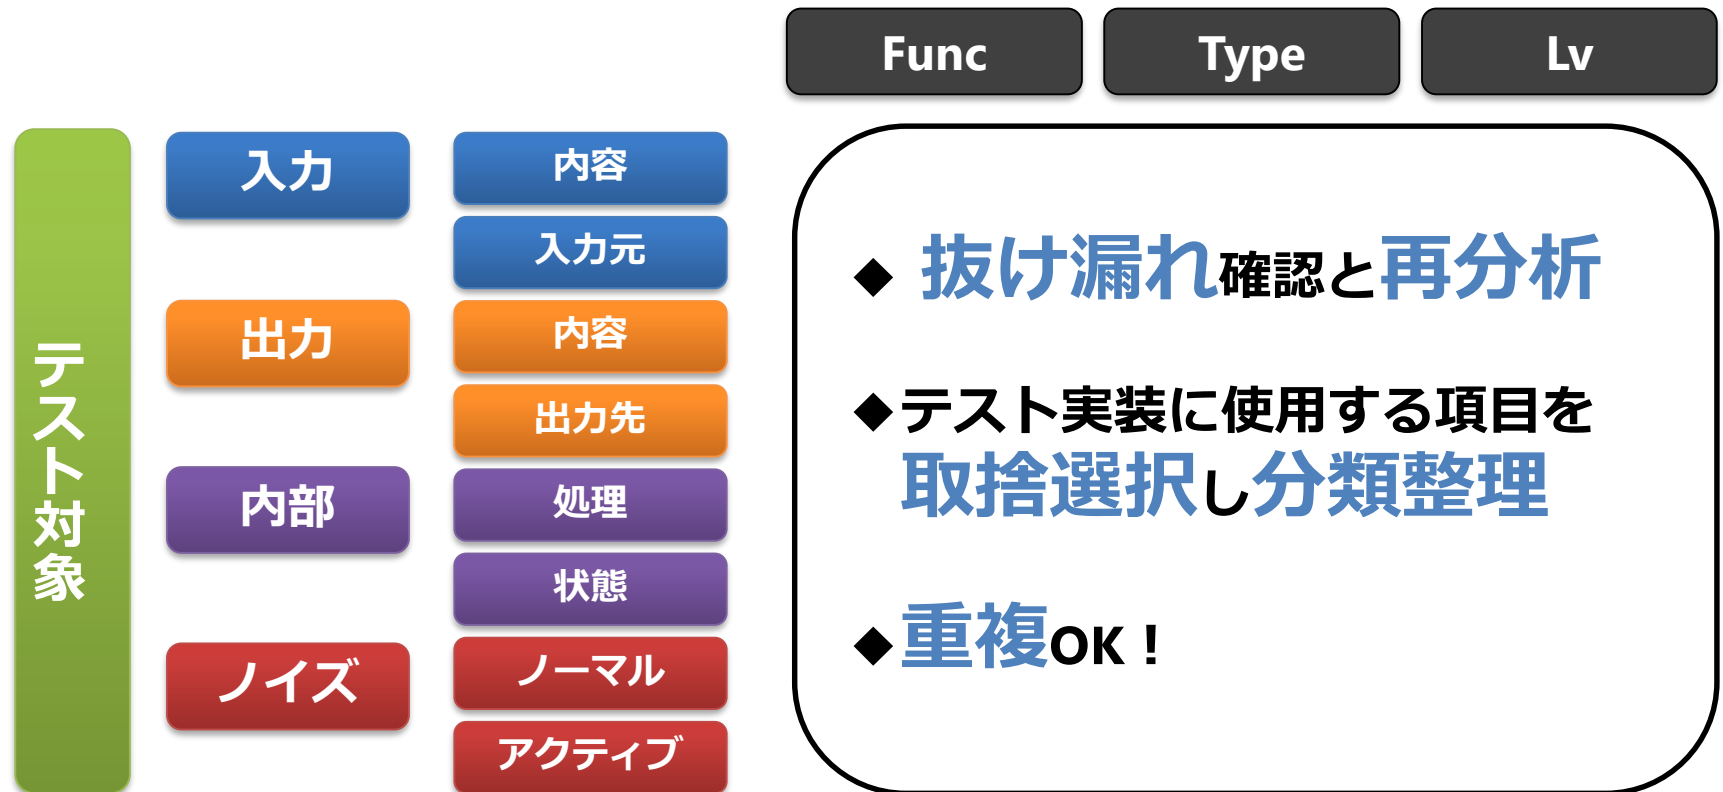 Func
Type
Lv
テスト対象
入力
内容
入力元
出力
内容
出力先
内部
処理
状態
ノイズ
ノーマル
アクティブ
◆ 抜け漏れ確認と再分析
◆テスト実装に使用する項目を
取捨選択し分類整理
◆重複OK！